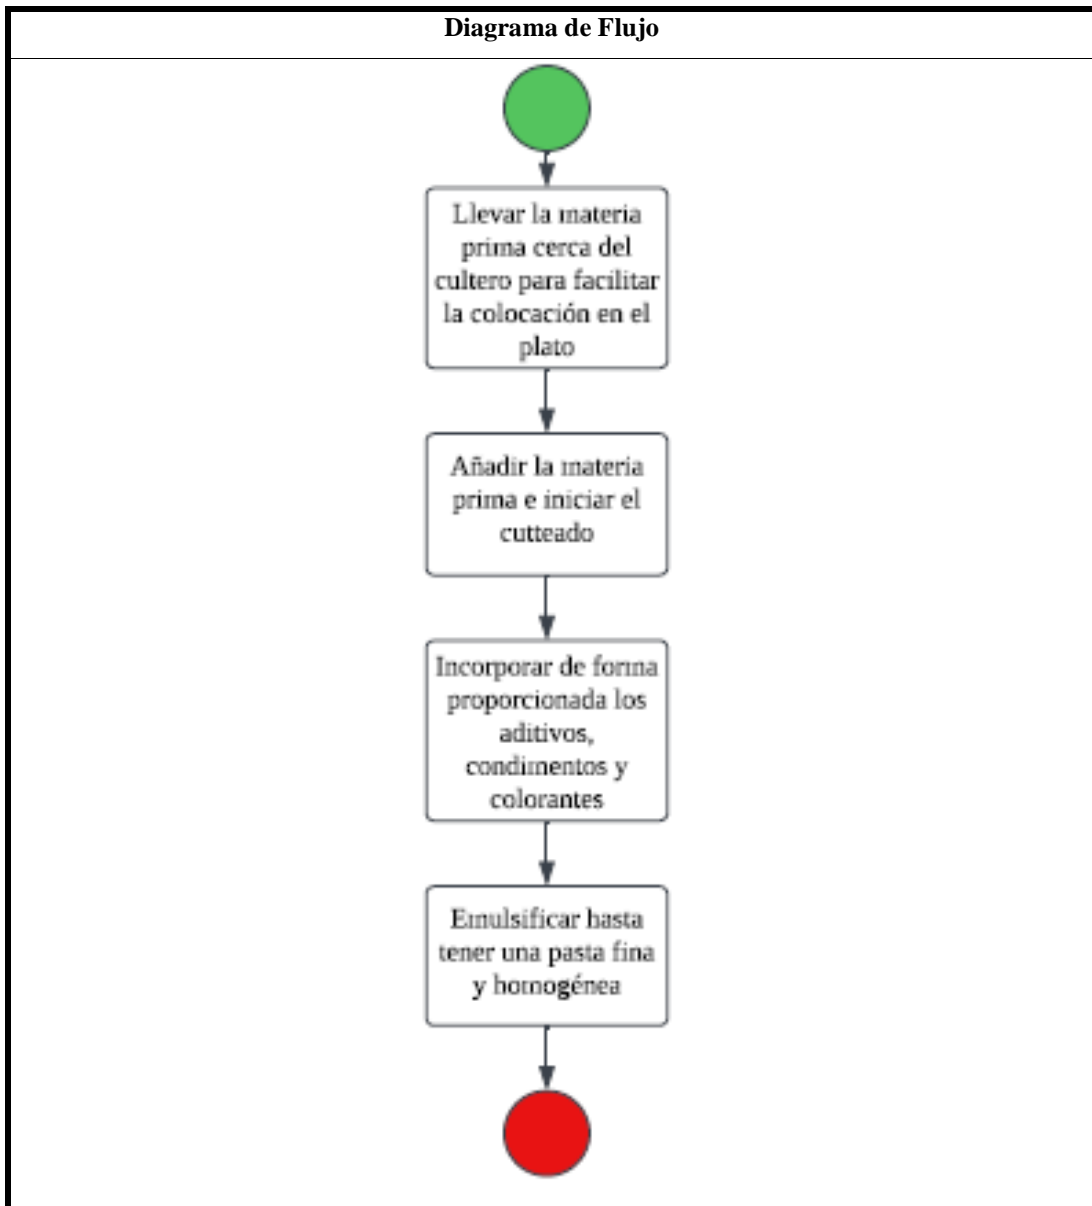 Diagrama de Flujo
Llevar la materia
prima cerca del
cultero para facilitar
la colocación en el
plato
Añadir la materia
prima e iniciar el
cutteado
Incorporar de forma
proporcionada los
aditivos,
condimentos y
colorantes
Emulsificar hasta
tener una pasta fina
y homogénea